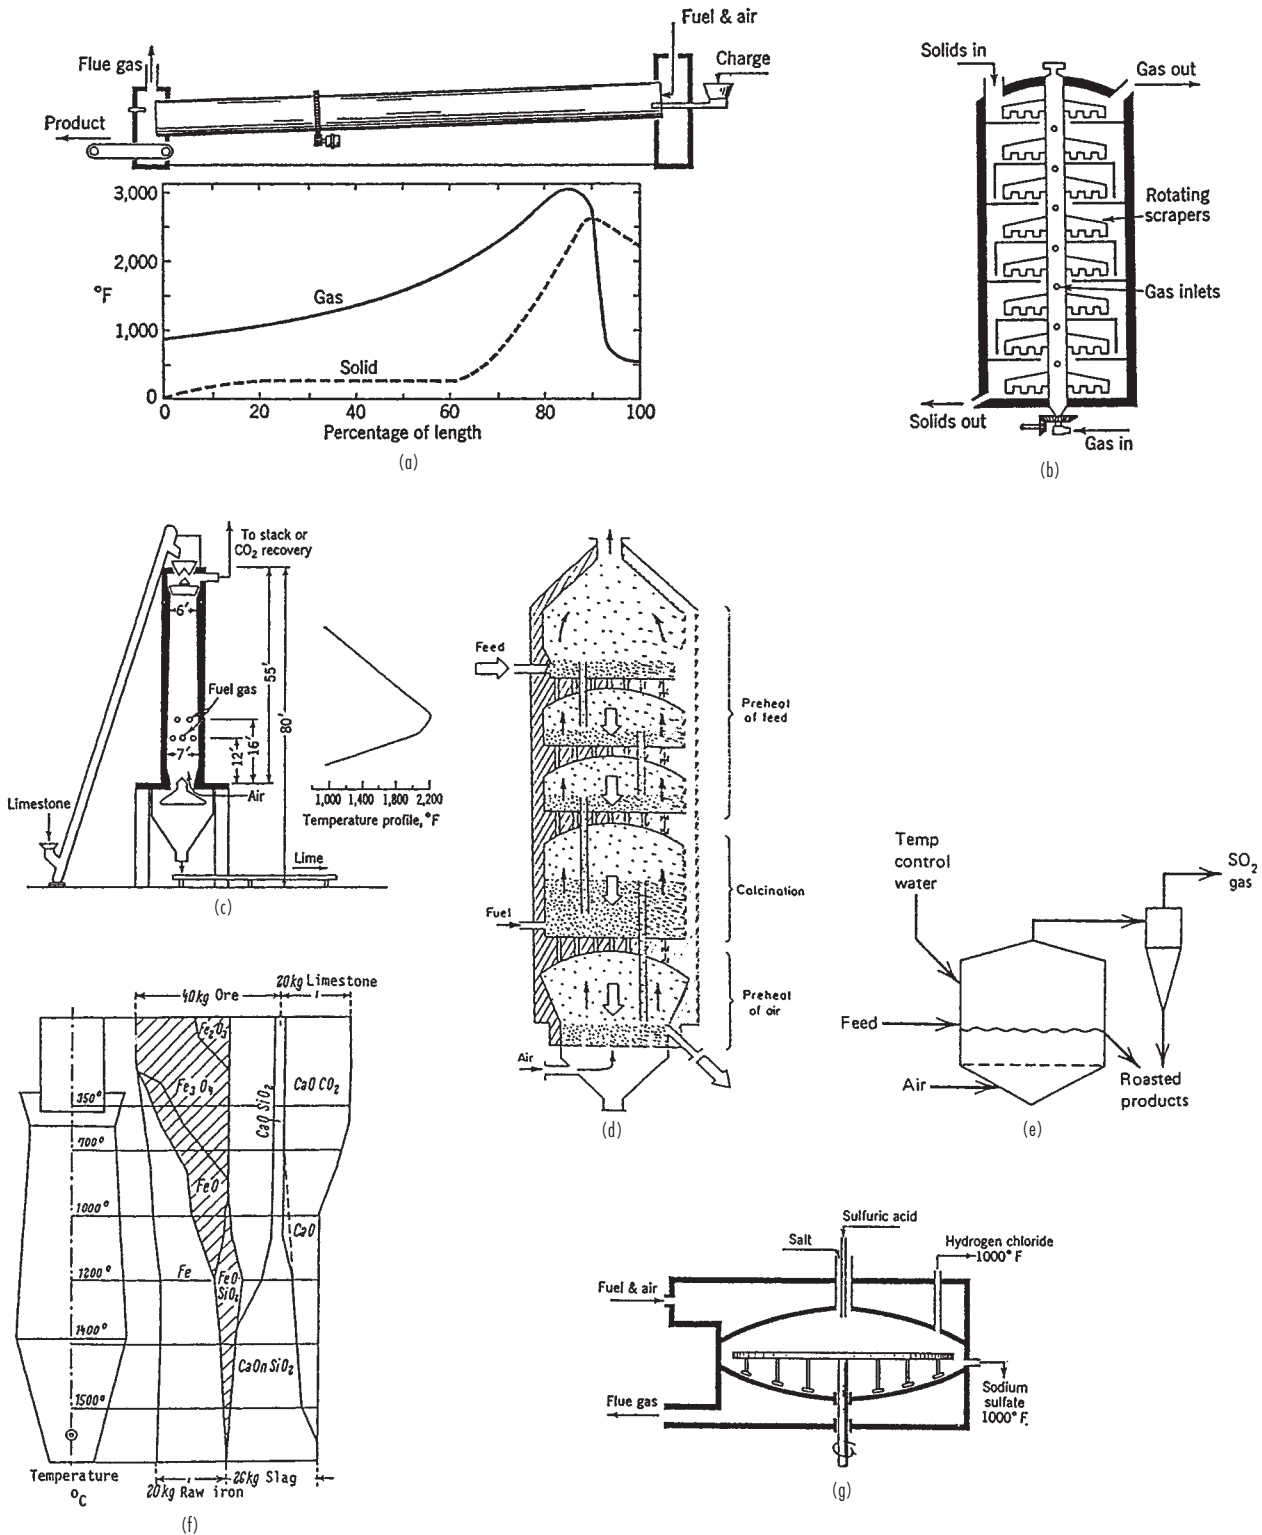 Fuel & air
Flue gas
Charge
Product
3,000
2,000
°F
1,000
0
Gas
Solid
0 20 40 60 80 100
Percentage of length
(a)
Solids in
Gas out
Rotating
scrapers
Gas inlets
Solids out
Gas in
(b)
To stack or
CO2 recovery
6'
Fuel gas
55'
80'
16'
12'
7'
Air
Limestone
Lime
1,000 1,400 1,800 2,200
Temperature profile, °F
(c)
Feed
Preheat
of feed
Calcination
Fuel
Preheat
of air
Air
(d)
Temp
control
water
SO2
gas
Feed
Air
Roasted
products
(e)
20kg Limestone
40kg Ore
Fe2O3
Fe3O4
CaO SiO2
CaO CO2
350°
700°
FeO
1000°
CaO
Fe
1200°
FeO
SiO2
1400°
CaOn SiO2
1500°
Temperature
°C
20kg Raw iron
26kg Slag
(f)
Sulfuric acid
Salt
Hydrogen chloride
1000° F
Fuel & air
Flue gas
Sodium
sulfate
1000° F.
(g)